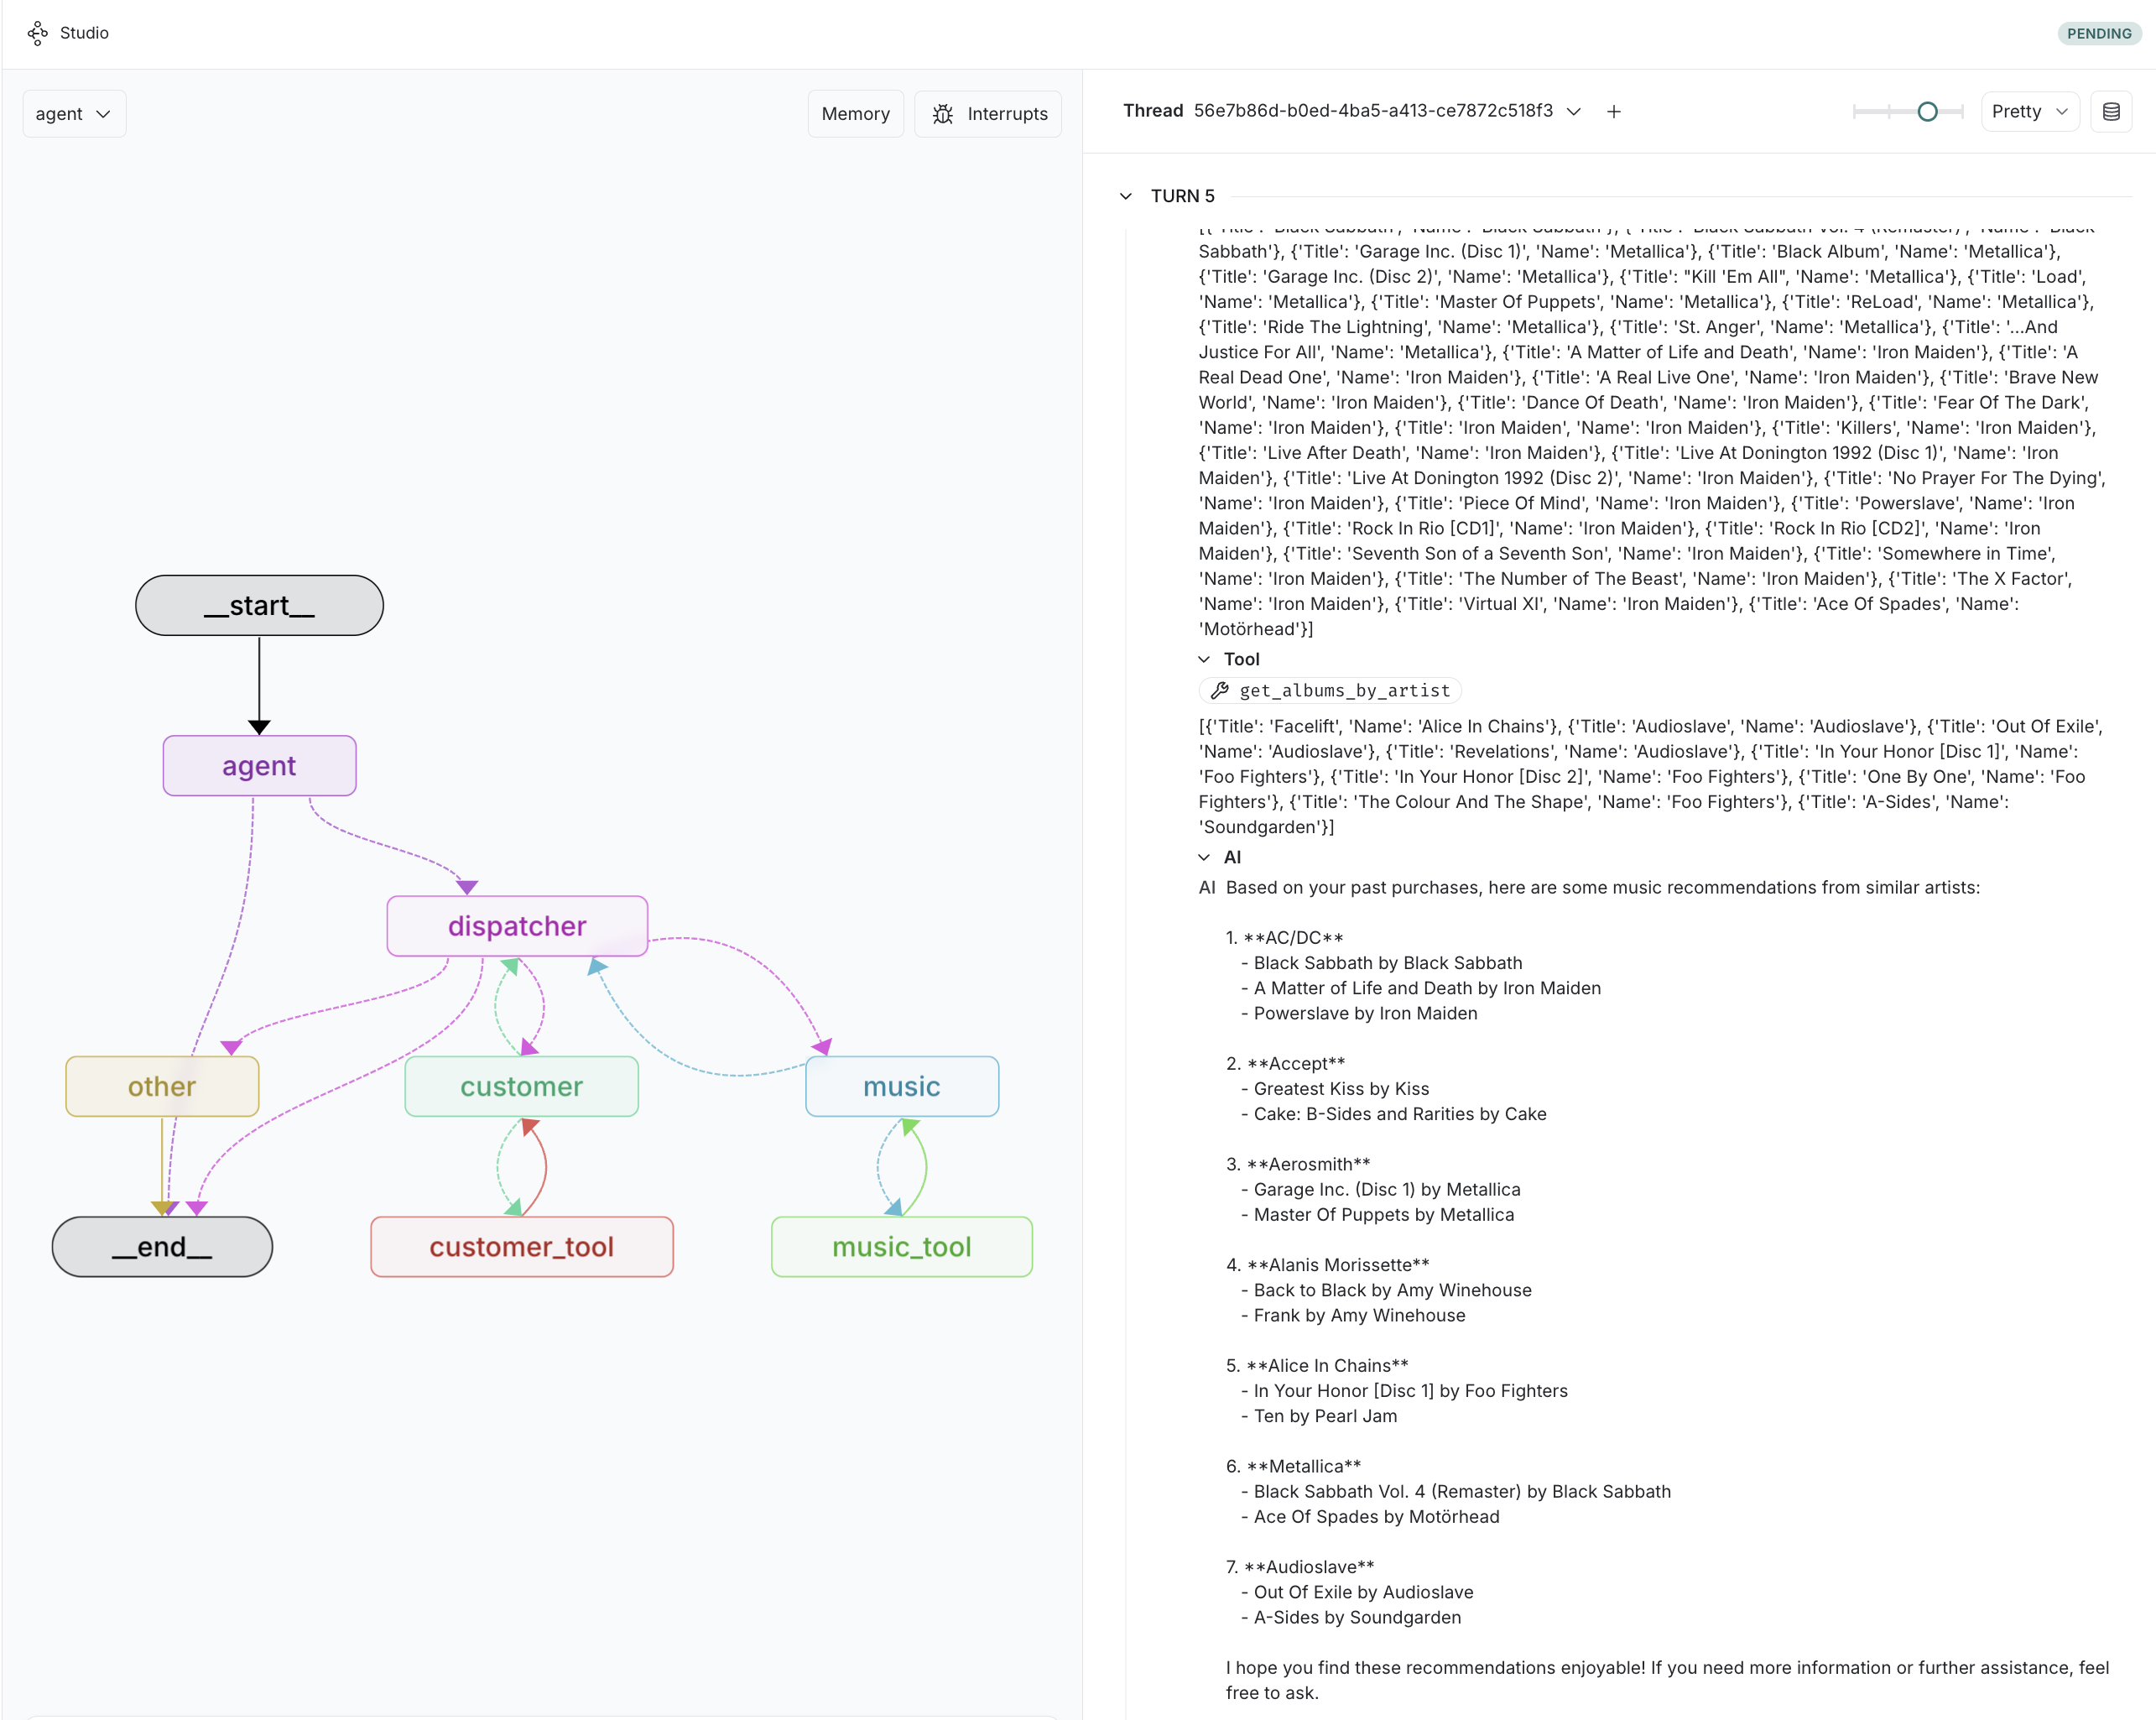 Studio
PENDING
agent
Memory
Interrupts
__start__
agent
dispatcher
other
customer
music
__end__
customer_tool
music_tool
Thread 56e7b86d-b0ed-4ba5-a413-ce7872c518f3
Pretty
TURN 5
[{'Title': 'Black Sabbath', 'Name': 'Black Sabbath'}, {'Title': 'Black Sabbath Vol. 4 (Remaster)', 'Name': 'Black
Sabbath'}, {'Title': 'Garage Inc. (Disc 1)', 'Name': 'Metallica'}, {'Title': 'Black Album', 'Name': 'Metallica'},
{'Title': 'Garage Inc. (Disc 2)', 'Name': 'Metallica'}, {'Title': "Kill 'Em All", 'Name': 'Metallica'}, {'Title': 'Load',
'Name': 'Metallica'}, {'Title': 'Master Of Puppets', 'Name': 'Metallica'}, {'Title': 'ReLoad', 'Name': 'Metallica'},
{'Title': 'Ride The Lightning', 'Name': 'Metallica'}, {'Title': 'St. Anger', 'Name': 'Metallica'}, {'Title': '...And
Justice For All', 'Name': 'Metallica'}, {'Title': 'A Matter of Life and Death', 'Name': 'Iron Maiden'}, {'Title': 'A
Real Dead One', 'Name': 'Iron Maiden'}, {'Title': 'A Real Live One', 'Name': 'Iron Maiden'}, {'Title': 'Brave New
World', 'Name': 'Iron Maiden'}, {'Title': 'Dance Of Death', 'Name': 'Iron Maiden'}, {'Title': 'Fear Of The Dark',
'Name': 'Iron Maiden'}, {'Title': 'Iron Maiden', 'Name': 'Iron Maiden'}, {'Title': 'Killers', 'Name': 'Iron Maiden'},
{'Title': 'Live After Death', 'Name': 'Iron Maiden'}, {'Title': 'Live At Donington 1992 (Disc 1)', 'Name': 'Iron
Maiden'}, {'Title': 'Live At Donington 1992 (Disc 2)', 'Name': 'Iron Maiden'}, {'Title': 'No Prayer For The Dying',
'Name': 'Iron Maiden'}, {'Title': 'Piece Of Mind', 'Name': 'Iron Maiden'}, {'Title': 'Powerslave', 'Name': 'Iron
Maiden'}, {'Title': 'Rock In Rio [CD1]', 'Name': 'Iron Maiden'}, {'Title': 'Rock In Rio [CD2]', 'Name': 'Iron
Maiden'}, {'Title': 'Seventh Son of a Seventh Son', 'Name': 'Iron Maiden'}, {'Title': 'Somewhere in Time',
'Name': 'Iron Maiden'}, {'Title': 'The Number of The Beast', 'Name': 'Iron Maiden'}, {'Title': 'The X Factor',
'Name': 'Iron Maiden'}, {'Title': 'Virtual XI', 'Name': 'Iron Maiden'}, {'Title': 'Ace Of Spades', 'Name':
'Motörhead'}]
Tool
get_albums_by_artist
[{'Title': 'Facelift', 'Name': 'Alice In Chains'}, {'Title': 'Audioslave', 'Name': 'Audioslave'}, {'Title': 'Out Of Exile',
'Name': 'Audioslave'}, {'Title': 'Revelations', 'Name': 'Audioslave'}, {'Title': 'In Your Honor [Disc 1]', 'Name':
'Foo Fighters'}, {'Title': 'In Your Honor [Disc 2]', 'Name': 'Foo Fighters'}, {'Title': 'One By One', 'Name': 'Foo
Fighters'}, {'Title': 'The Colour And The Shape', 'Name': 'Foo Fighters'}, {'Title': 'A-Sides', 'Name':
'Soundgarden'}]
AI
AI Based on your past purchases, here are some music recommendations from similar artists:
1. **AC/DC**
- Black Sabbath by Black Sabbath
- A Matter of Life and Death by Iron Maiden
- Powerslave by Iron Maiden
2. **Accept**
- Greatest Kiss by Kiss
- Cake: B-Sides and Rarities by Cake
3. **Aerosmith**
- Garage Inc. (Disc 1) by Metallica
- Master Of Puppets by Metallica
4. **Alanis Morissette**
- Back to Black by Amy Winehouse
- Frank by Amy Winehouse
5. **Alice In Chains**
- In Your Honor [Disc 1] by Foo Fighters
- Ten by Pearl Jam
6. **Metallica**
- Black Sabbath Vol. 4 (Remaster) by Black Sabbath
- Ace Of Spades by Motörhead
7. **Audioslave**
- Out Of Exile by Audioslave
- A-Sides by Soundgarden
I hope you find these recommendations enjoyable! If you need more information or further assistance, feel
free to ask.